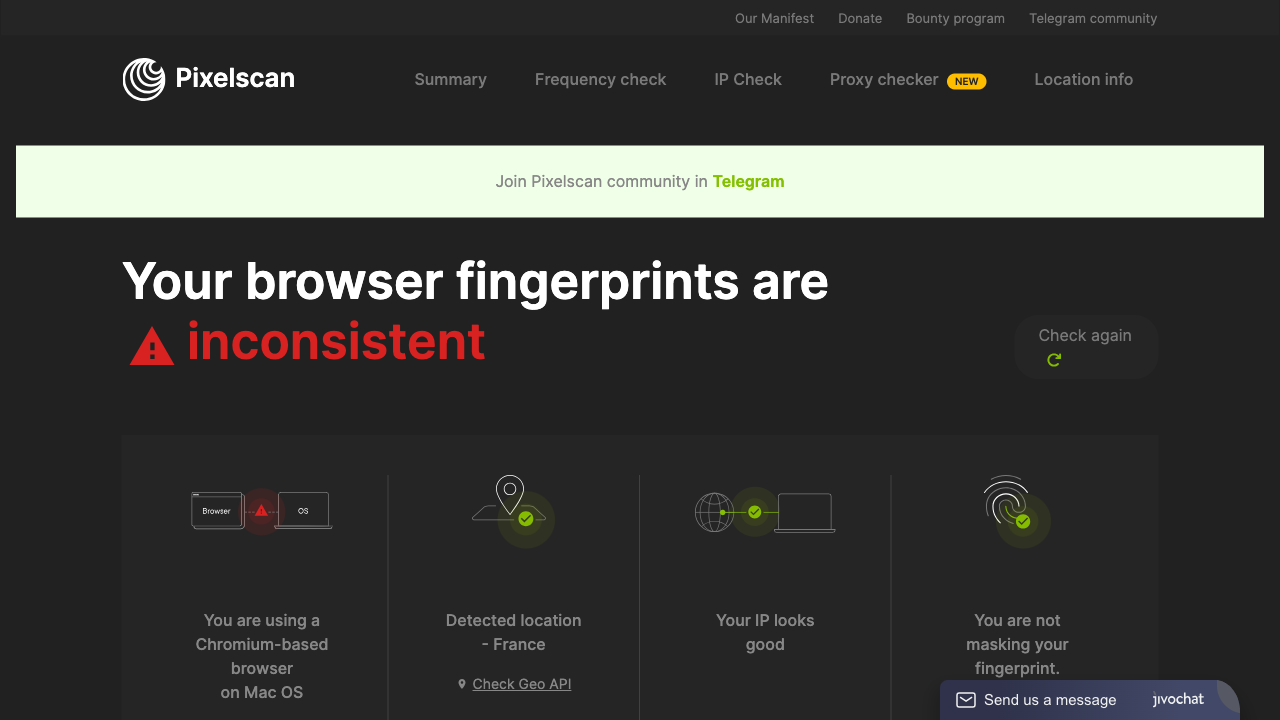 Our Manifest Donate Bounty program Telegram community
Pixelscan Summary Frequency check IP Check Proxy checker NEW Location info
Join Pixelscan community in Telegram
Your browser fingerprints are
inconsistent
Check again
Browser OS
You are using a
Chromium-based
browser
on Mac OS
Detected location
- France
Check Geo API
Your IP looks
good
You are not
masking your
fingerprint.
Send us a message jivochat